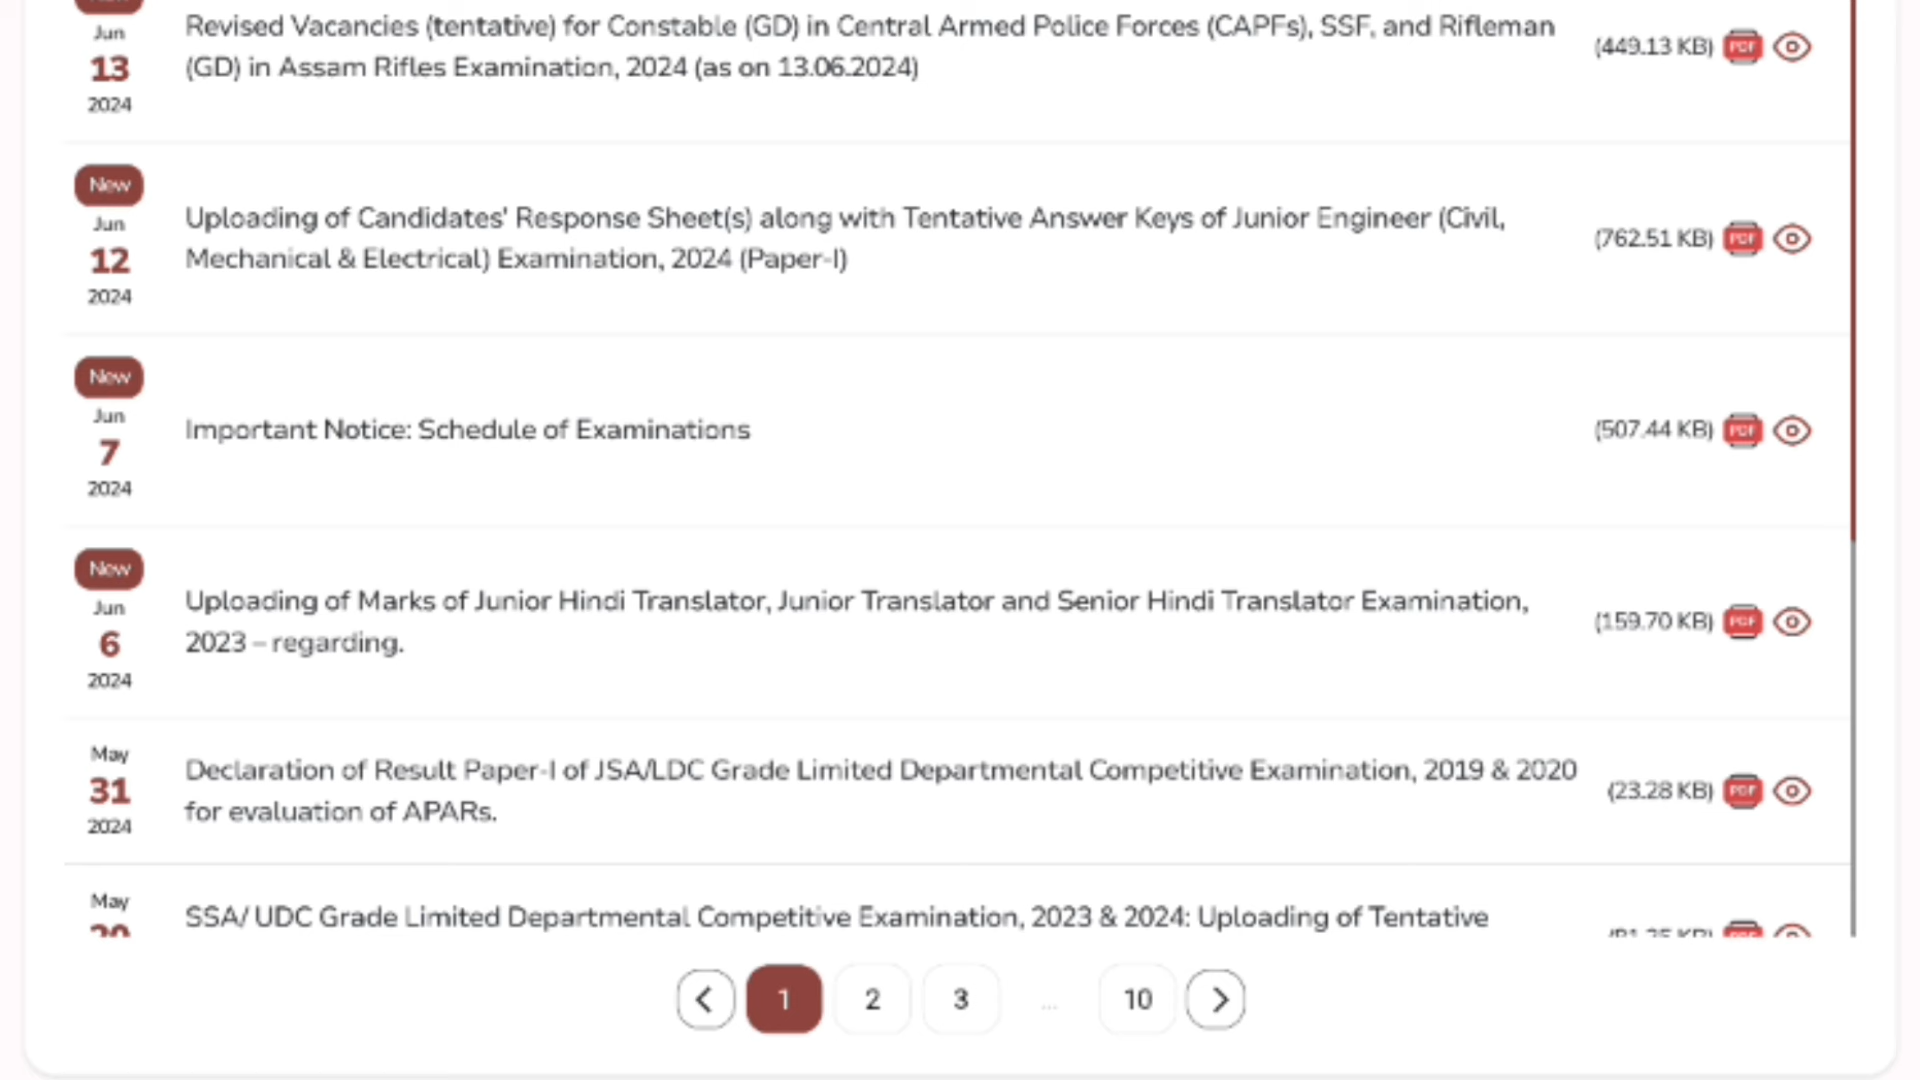 Jun
13
2024
Revised Vacancies (tentative) for Constable (GD) in Central Armed Police Forces (CAPFs), SSF, and Rifleman
(GD) in Assam Rifles Examination, 2024 (as on 13.06.2024)
(449.13 KB) PDF
New
Jun
12
2024
Uploading of Candidates' Response Sheet(s) along with Tentative Answer Keys of Junior Engineer (Civil,
Mechanical & Electrical) Examination, 2024 (Paper-I)
(762.51 KB) PDF
New
Jun
7
2024
Important Notice: Schedule of Examinations
(507.44 KB) PDF
New
Jun
6
2024
Uploading of Marks of Junior Hindi Translator, Junior Translator and Senior Hindi Translator Examination,
2023 – regarding.
(159.70 KB) PDF
May
31
2024
Declaration of Result Paper-I of JSA/LDC Grade Limited Departmental Competitive Examination, 2019 & 2020
for evaluation of APARs.
(23.28 KB) PDF
May
SSA/ UDC Grade Limited Departmental Competitive Examination, 2023 & 2024: Uploading of Tentative
1 2 3 ... 10